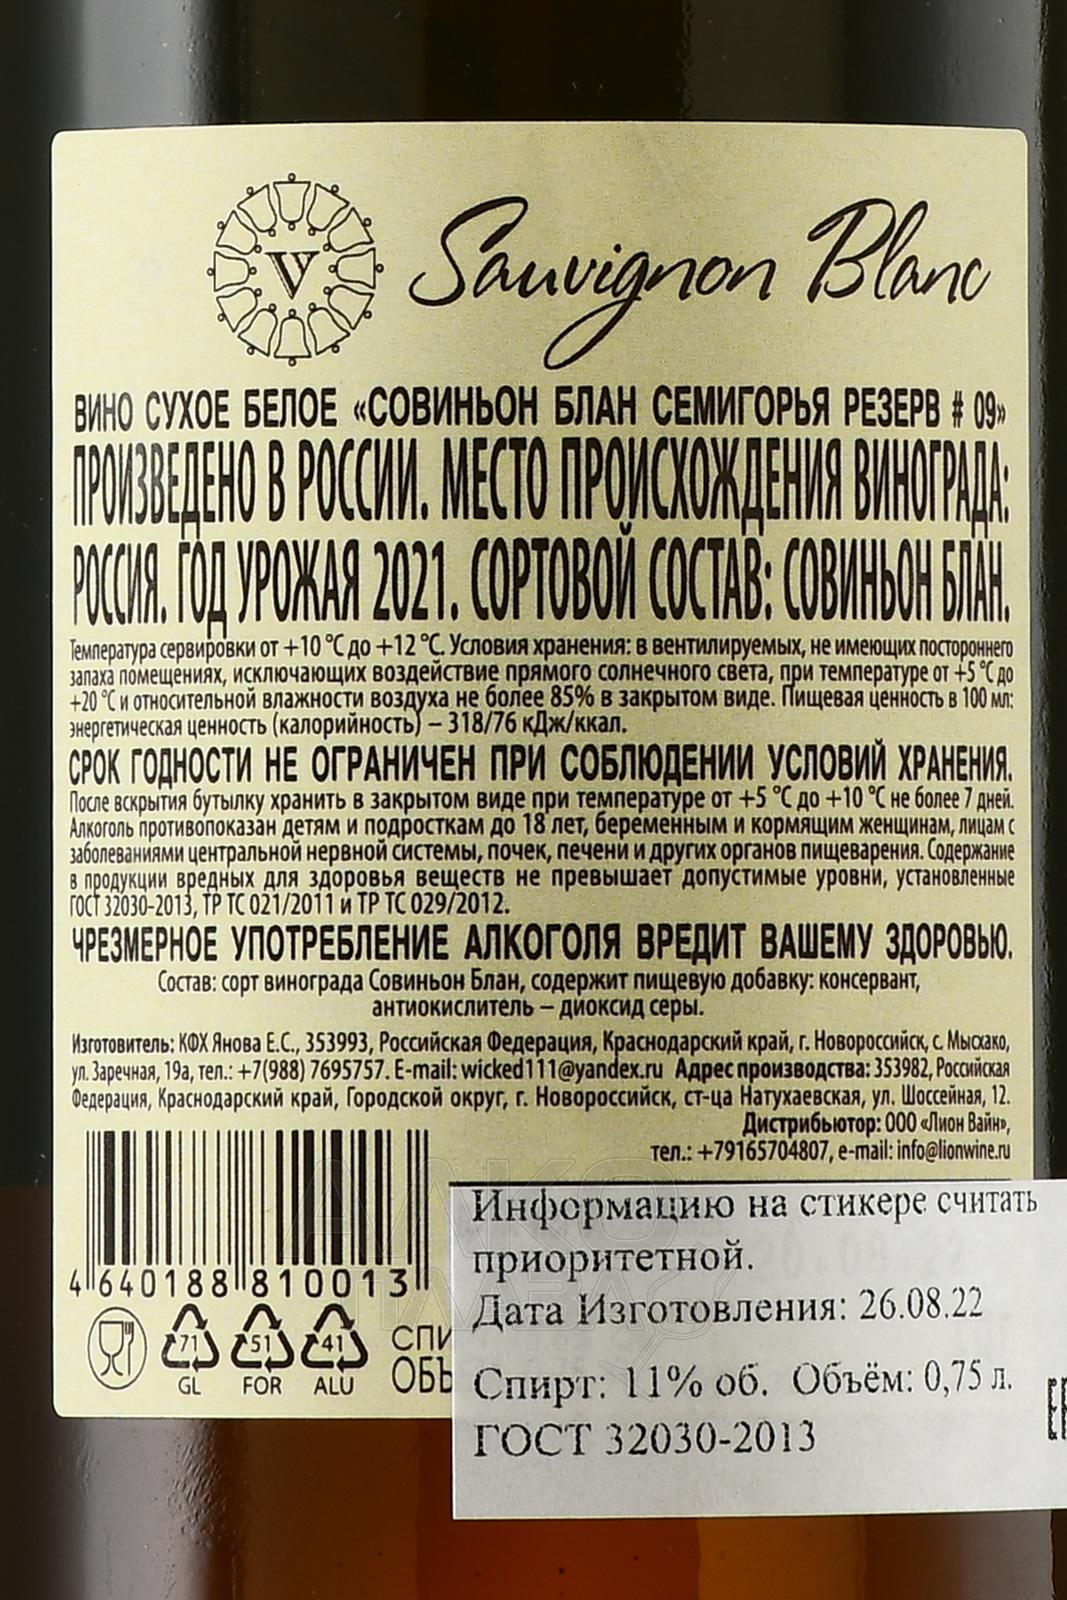 V
Sauvignon Blanc
ВИНО СУХОЕ БЕЛОЕ «СОВИНЬОН БЛАН СЕМИГОРЬЯ РЕЗЕРВ # 09»
ПРОИЗВЕДЕНО В РОССИИ. МЕСТО ПРОИСХОЖДЕНИЯ ВИНОГРАДА:
РОССИЯ. ГОД УРОЖАЯ 2021. СОРТОВОЙ СОСТАВ: СОВИНЬОН БЛАН.
Температура сервировки от +10 °С до +12 °С. Условия хранения: в вентилируемых, не имеющих постороннего
запаха помещениях, исключающих воздействие прямого солнечного света, при температуре от +5 °С до
+20 °С и относительной влажности воздуха не более 85% в закрытом виде. Пищевая ценность в 100 мл:
энергетическая ценность (калорийность) – 318/76 кДж/ккал.
СРОК ГОДНОСТИ НЕ ОГРАНИЧЕН ПРИ СОБЛЮДЕНИИ УСЛОВИЙ ХРАНЕНИЯ.
После вскрытия бутылку хранить в закрытом виде при температуре от +5 °С до +10 °С не более 7 дней.
Алкоголь противопоказан детям и подросткам до 18 лет, беременным и кормящим женщинам, лицам с
заболеваниями центральной нервной системы, почек, печени и других органов пищеварения. Содержание
в продукции вредных для здоровья веществ не превышает допустимые уровни, установленные
ГОСТ 32030-2013, ТР ТС 021/2011 и ТР ТС 029/2012.
ЧРЕЗМЕРНОЕ УПОТРЕБЛЕНИЕ АЛКОГОЛЯ ВРЕДИТ ВАШЕМУ ЗДОРОВЬЮ.
Состав: сорт винограда Совиньон Блан, содержит пищевую добавку: консервант,
антиокислитель – диоксид серы.
Изготовитель: КФХ Янова Е.С., 353993, Российская Федерация, Краснодарский край, г. Новороссийск, с. Мысхако,
ул. Заречная, 19а, тел.: +7(988) 7695757. E-mail: wicked111@yandex.ru Адрес производства: 353982, Российская
Федерация, Краснодарский край, Городской округ, г. Новороссийск, ст-ца Натухаевская, ул. Шоссейная, 12.
Дистрибьютор: ООО «Лион Вайн»,
тел.: +79165704807, e-mail: info@lionwine.ru
4 640188 810013
71 51 41
GL FOR ALU
СПИ
ОБЪ
Информацию на стикере считать
приоритетной.
Дата Изготовления: 26.08.22
Спирт: 11% об. Объём: 0,75 л.
ГОСТ 32030-2013